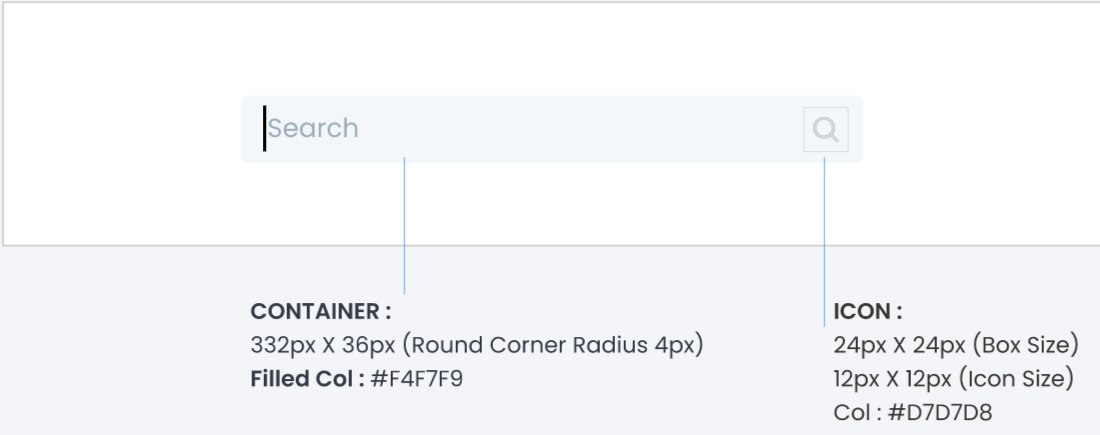 Search
CONTAINER :
332px X 36px (Round Corner Radius 4px)
Filled Col : #F4F7F9
ICON :
24px X 24px (Box Size)
12px X 12px (Icon Size)
Col : #D7D7D8